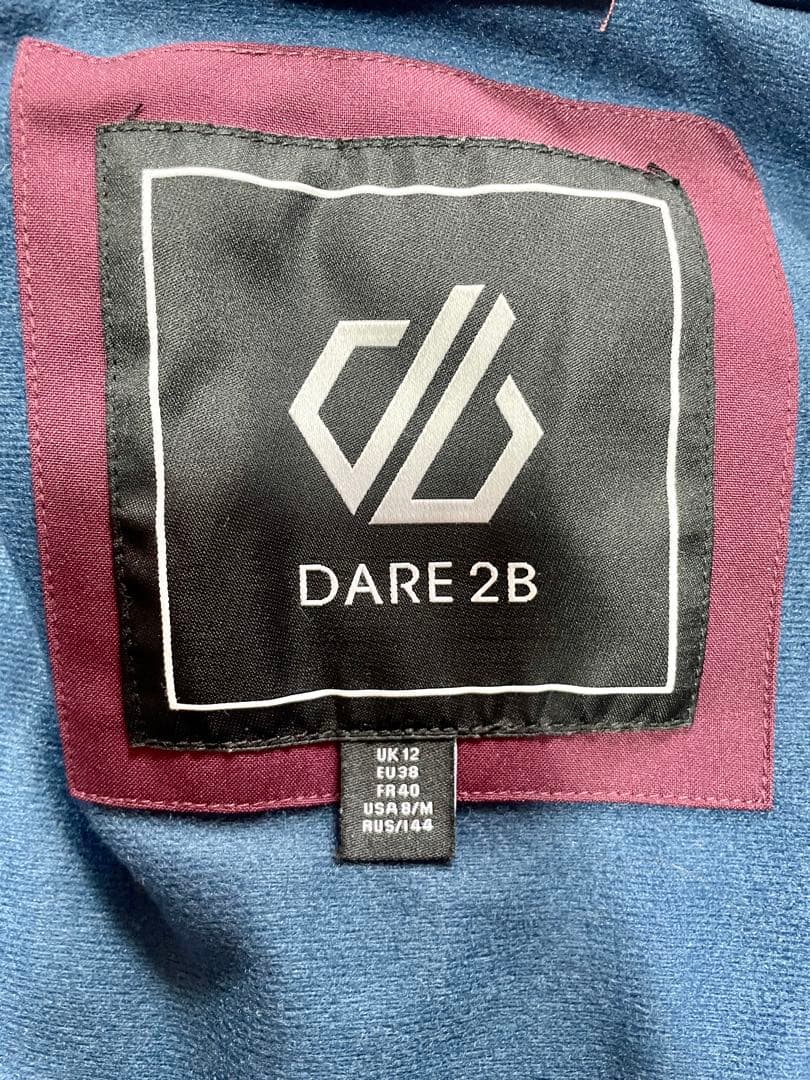 DARE 2B
UK 12
EU 38
FR 40
USA 8/M
RUS/144